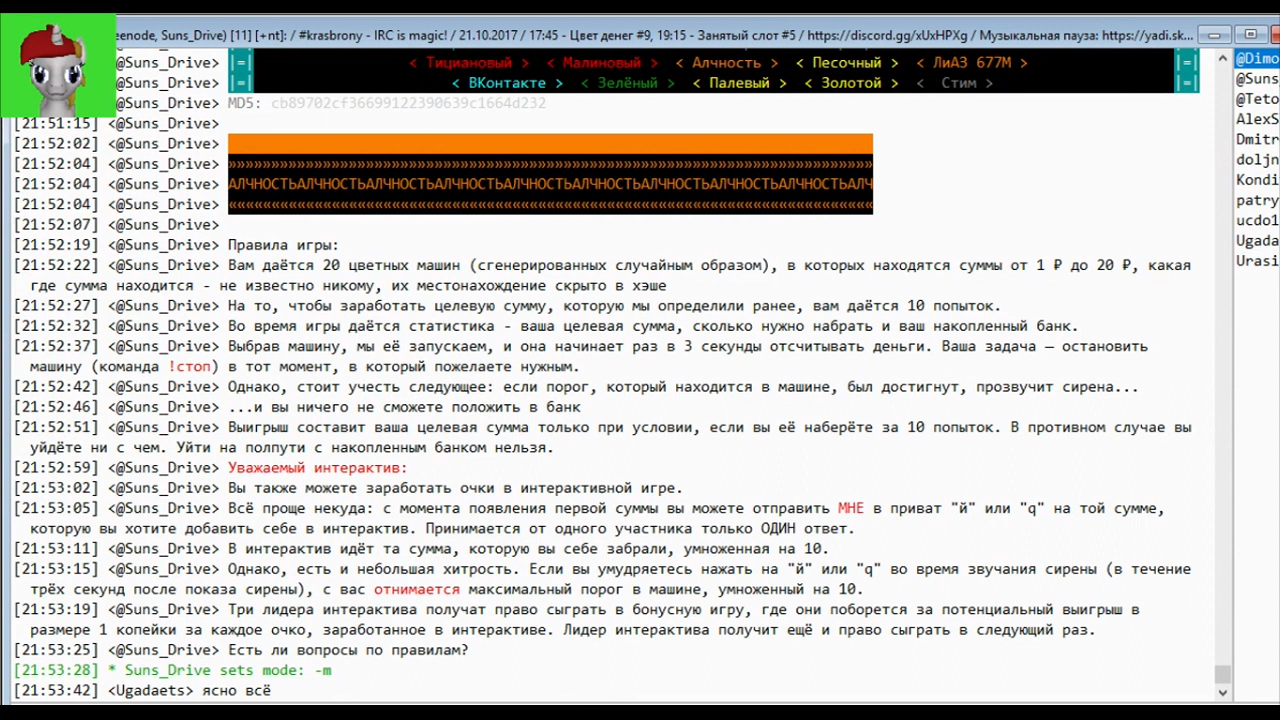 eenode, Suns_Drive) [11] [+nt]: / #krasbrony - IRC is magic! / 21.10.2017 / 17:45 - Цвет денег #9, 19:15 - Занятый слот #5 / https://discord.gg/xUxHPXg / Музыкальная пауза: https://yadi.sk...
@Suns_Drive> |=| < Тициановый > < Малиновый > < Алчность > < Песочный > < ЛиАЗ 677М > |=|
@Suns_Drive> |=| < ВКонтакте > < Зелёный > < Палевый > < Золотой > < Стим > |=|
<@Suns_Drive> MD5: cb89702cf36699122390639c1664d232
[21:51:15] <@Suns_Drive>
[21:52:02] <@Suns_Drive>
[21:52:04] <@Suns_Drive> »»»»»»»»»»»»»»»»»»»»»»»»»»»»»»»»»»»»»»»»»»»»»»»»»»»»»»»»»»»»»»»»»»»»»»»»»»»
[21:52:04] <@Suns_Drive> АЛЧНОСТЬАЛЧНОСТЬАЛЧНОСТЬАЛЧНОСТЬАЛЧНОСТЬАЛЧНОСТЬАЛЧНОСТЬАЛЧНОСТЬАЛЧНОСТЬАЛЧ
[21:52:04] <@Suns_Drive> «««««««««««««««««««««««««««««««««««««««««««««««««««««««««««««««««««««««««««
[21:52:07] <@Suns_Drive>
[21:52:19] <@Suns_Drive> Правила игры:
[21:52:22] <@Suns_Drive> Вам даётся 20 цветных машин (сгенерированных случайным образом), в которых находятся суммы от 1 ₽ до 20 ₽, какая
где сумма находится - не известно никому, их местонахождение скрыто в хэше
[21:52:27] <@Suns_Drive> На то, чтобы заработать целевую сумму, которую мы определили ранее, вам даётся 10 попыток.
[21:52:32] <@Suns_Drive> Во время игры даётся статистика - ваша целевая сумма, сколько нужно набрать и ваш накопленный банк.
[21:52:37] <@Suns_Drive> Выбрав машину, мы её запускаем, и она начинает раз в 3 секунды отсчитывать деньги. Ваша задача — остановить
машину (команда !стоп) в тот момент, в который пожелаете нужным.
[21:52:42] <@Suns_Drive> Однако, стоит учесть следующее: если порог, который находится в машине, был достигнут, прозвучит сирена...
[21:52:46] <@Suns_Drive> ...и вы ничего не сможете положить в банк
[21:52:51] <@Suns_Drive> Выигрыш составит ваша целевая сумма только при условии, если вы её наберёте за 10 попыток. В противном случае вы
уйдёте ни с чем. Уйти на полпути с накопленным банком нельзя.
[21:52:59] <@Suns_Drive> Уважаемый интерактив:
[21:53:02] <@Suns_Drive> Вы также можете заработать очки в интерактивной игре.
[21:53:05] <@Suns_Drive> Всё проще некуда: с момента появления первой суммы вы можете отправить МНЕ в приват "й" или "q" на той сумме,
которую вы хотите добавить себе в интерактив. Принимается от одного участника только ОДИН ответ.
[21:53:11] <@Suns_Drive> В интерактив идёт та сумма, которую вы себе забрали, умноженная на 10.
[21:53:15] <@Suns_Drive> Однако, есть и небольшая хитрость. Если вы умудряетесь нажать на "й" или "q" во время звучания сирены (в течение
трёх секунд после показа сирены), с вас отнимается максимальный порог в машине, умноженный на 10.
[21:53:19] <@Suns_Drive> Три лидера интерактива получат право сыграть в бонусную игру, где они поборется за потенциальный выигрыш в
размере 1 копейки за каждое очко, заработанное в интерактиве. Лидер интерактива получит ещё и право сыграть в следующий раз.
[21:53:25] <@Suns_Drive> Есть ли вопросы по правилам?
[21:53:28] * Suns_Drive sets mode: -m
[21:53:42] <Ugadaets> ясно всё
@Dimo
@Suns
@Teto
AlexS
Dmitr
doljn
Kondi
patry
ucdo1
Ugada
Urasi